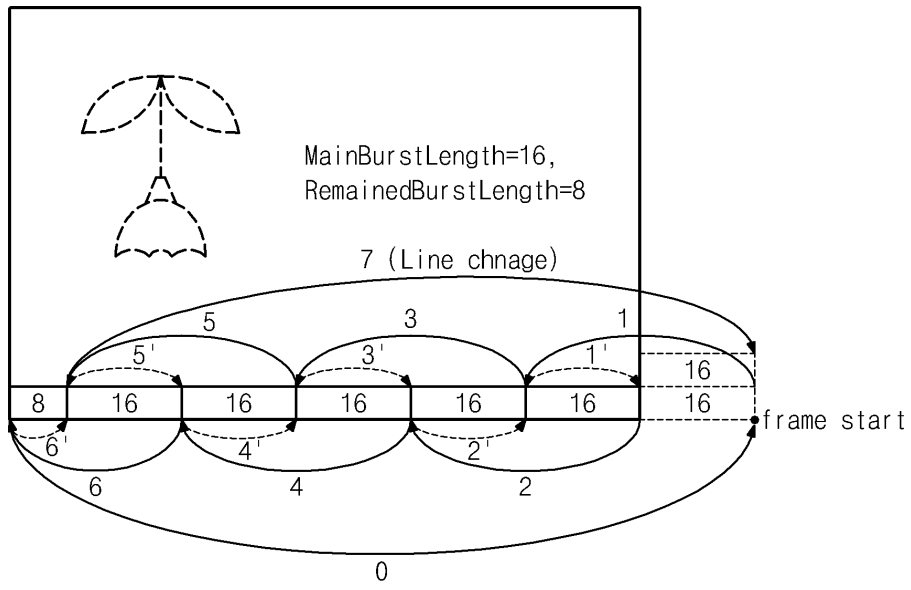 MainBurstLength=16,
RemainedBurstLength=8
7 (Line chnage)
5 3 1
5' 3' 1' 16
8 16 16 16 16 16 16
frame start
6' 4' 2'
6 4 2
0